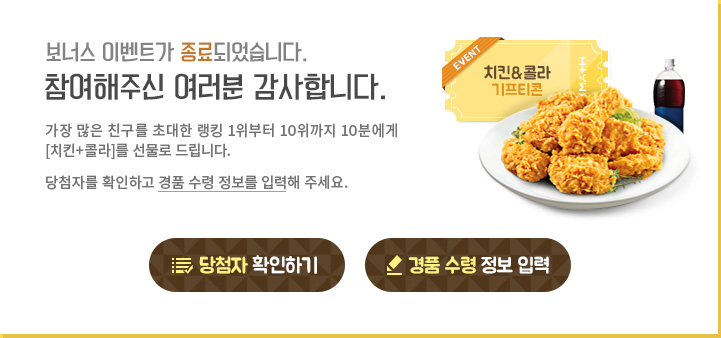 보너스 이벤트가 종료되었습니다.
참여해주신 여러분 감사합니다.
가장 많은 친구를 초대한 랭킹 1위부터 10위까지 10분에게
[치킨+콜라]를 선물로 드립니다.
당첨자를 확인하고 경품 수령 정보를 입력해 주세요.
EVENT
치킨&콜라
기프티콘
당첨자 확인하기
경품 수령 정보 입력